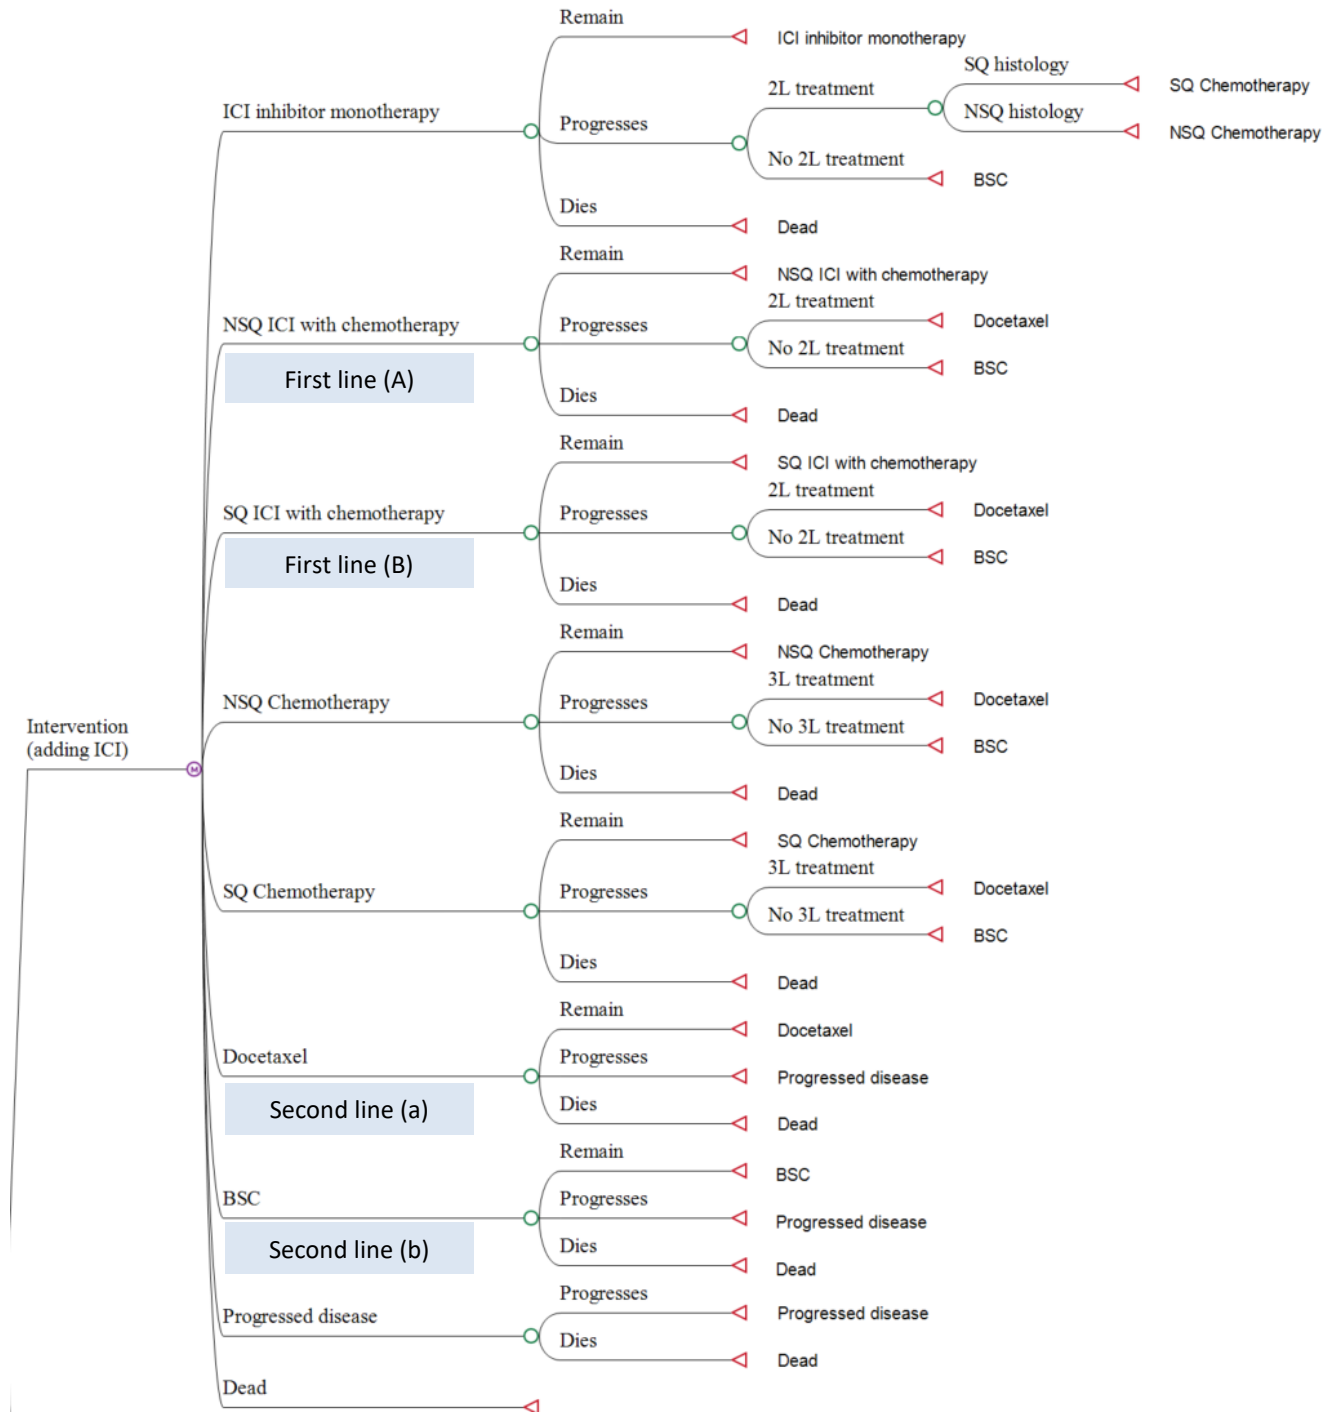 Remain
ICI inhibitor monotherapy
SQ histology
2L treatment
SQ Chemotherapy
ICI inhibitor monotherapy
Progresses
NSQ histology
NSQ Chemotherapy
No 2L treatment
BSC
Dies
Dead
Remain
NSQ ICI with chemotherapy
2L treatment
NSQ ICI with chemotherapy
Progresses
Docetaxel
No 2L treatment
First line (A)
BSC
Dies
Dead
Remain
SQ ICI with chemotherapy
2L treatment
SQ ICI with chemotherapy
Progresses
Docetaxel
No 2L treatment
First line (B)
BSC
Dies
Dead
Remain
NSQ Chemotherapy
3L treatment
NSQ Chemotherapy
Progresses
Docetaxel
No 3L treatment
BSC
Intervention
(adding ICI)
M
Dies
Dead
Remain
SQ Chemotherapy
3L treatment
SQ Chemotherapy
Progresses
Docetaxel
No 3L treatment
BSC
Dies
Dead
Remain
Docetaxel
Docetaxel
Progresses
Progressed disease
Second line (a)
Dies
Dead
Remain
BSC
BSC
Progresses
Progressed disease
Second line (b)
Dies
Dead
Progressed disease
Progresses
Progressed disease
Dies
Dead
Dead